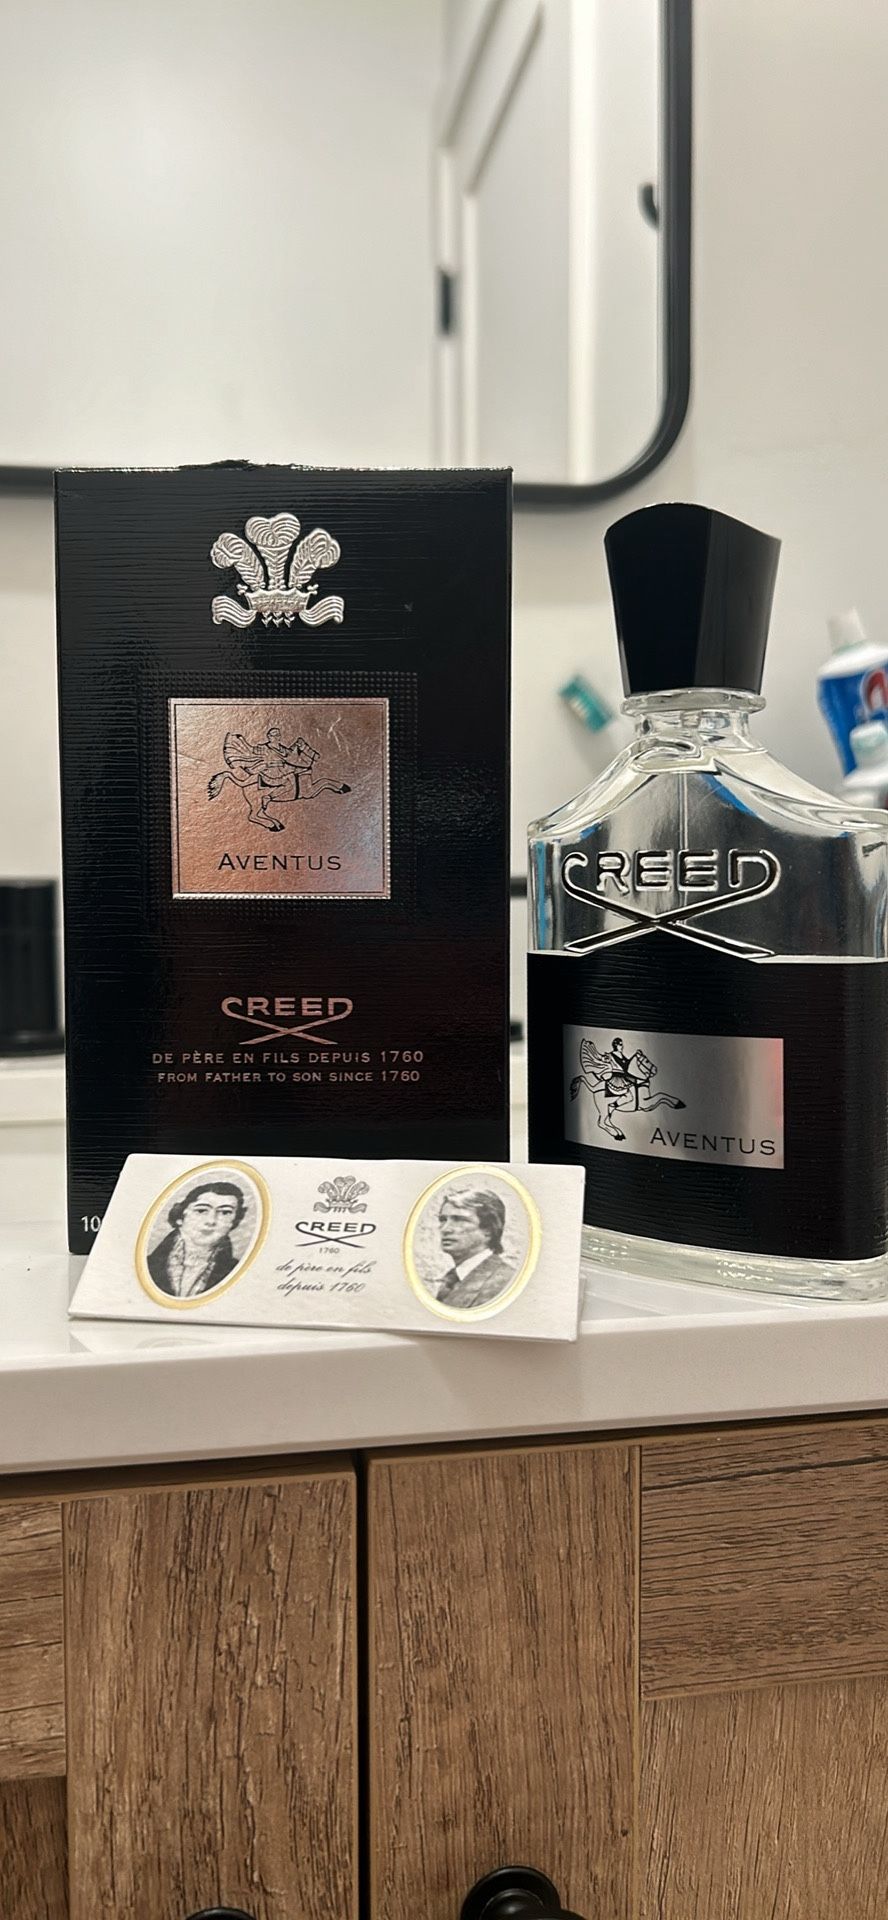 AVENTUS
CREED
DE PÈRE EN FILS DEPUIS 1760
FROM FATHER TO SON SINCE 1760
10
CREED
1760
de père en fils
depuis 1760
CREED
AVENTUS